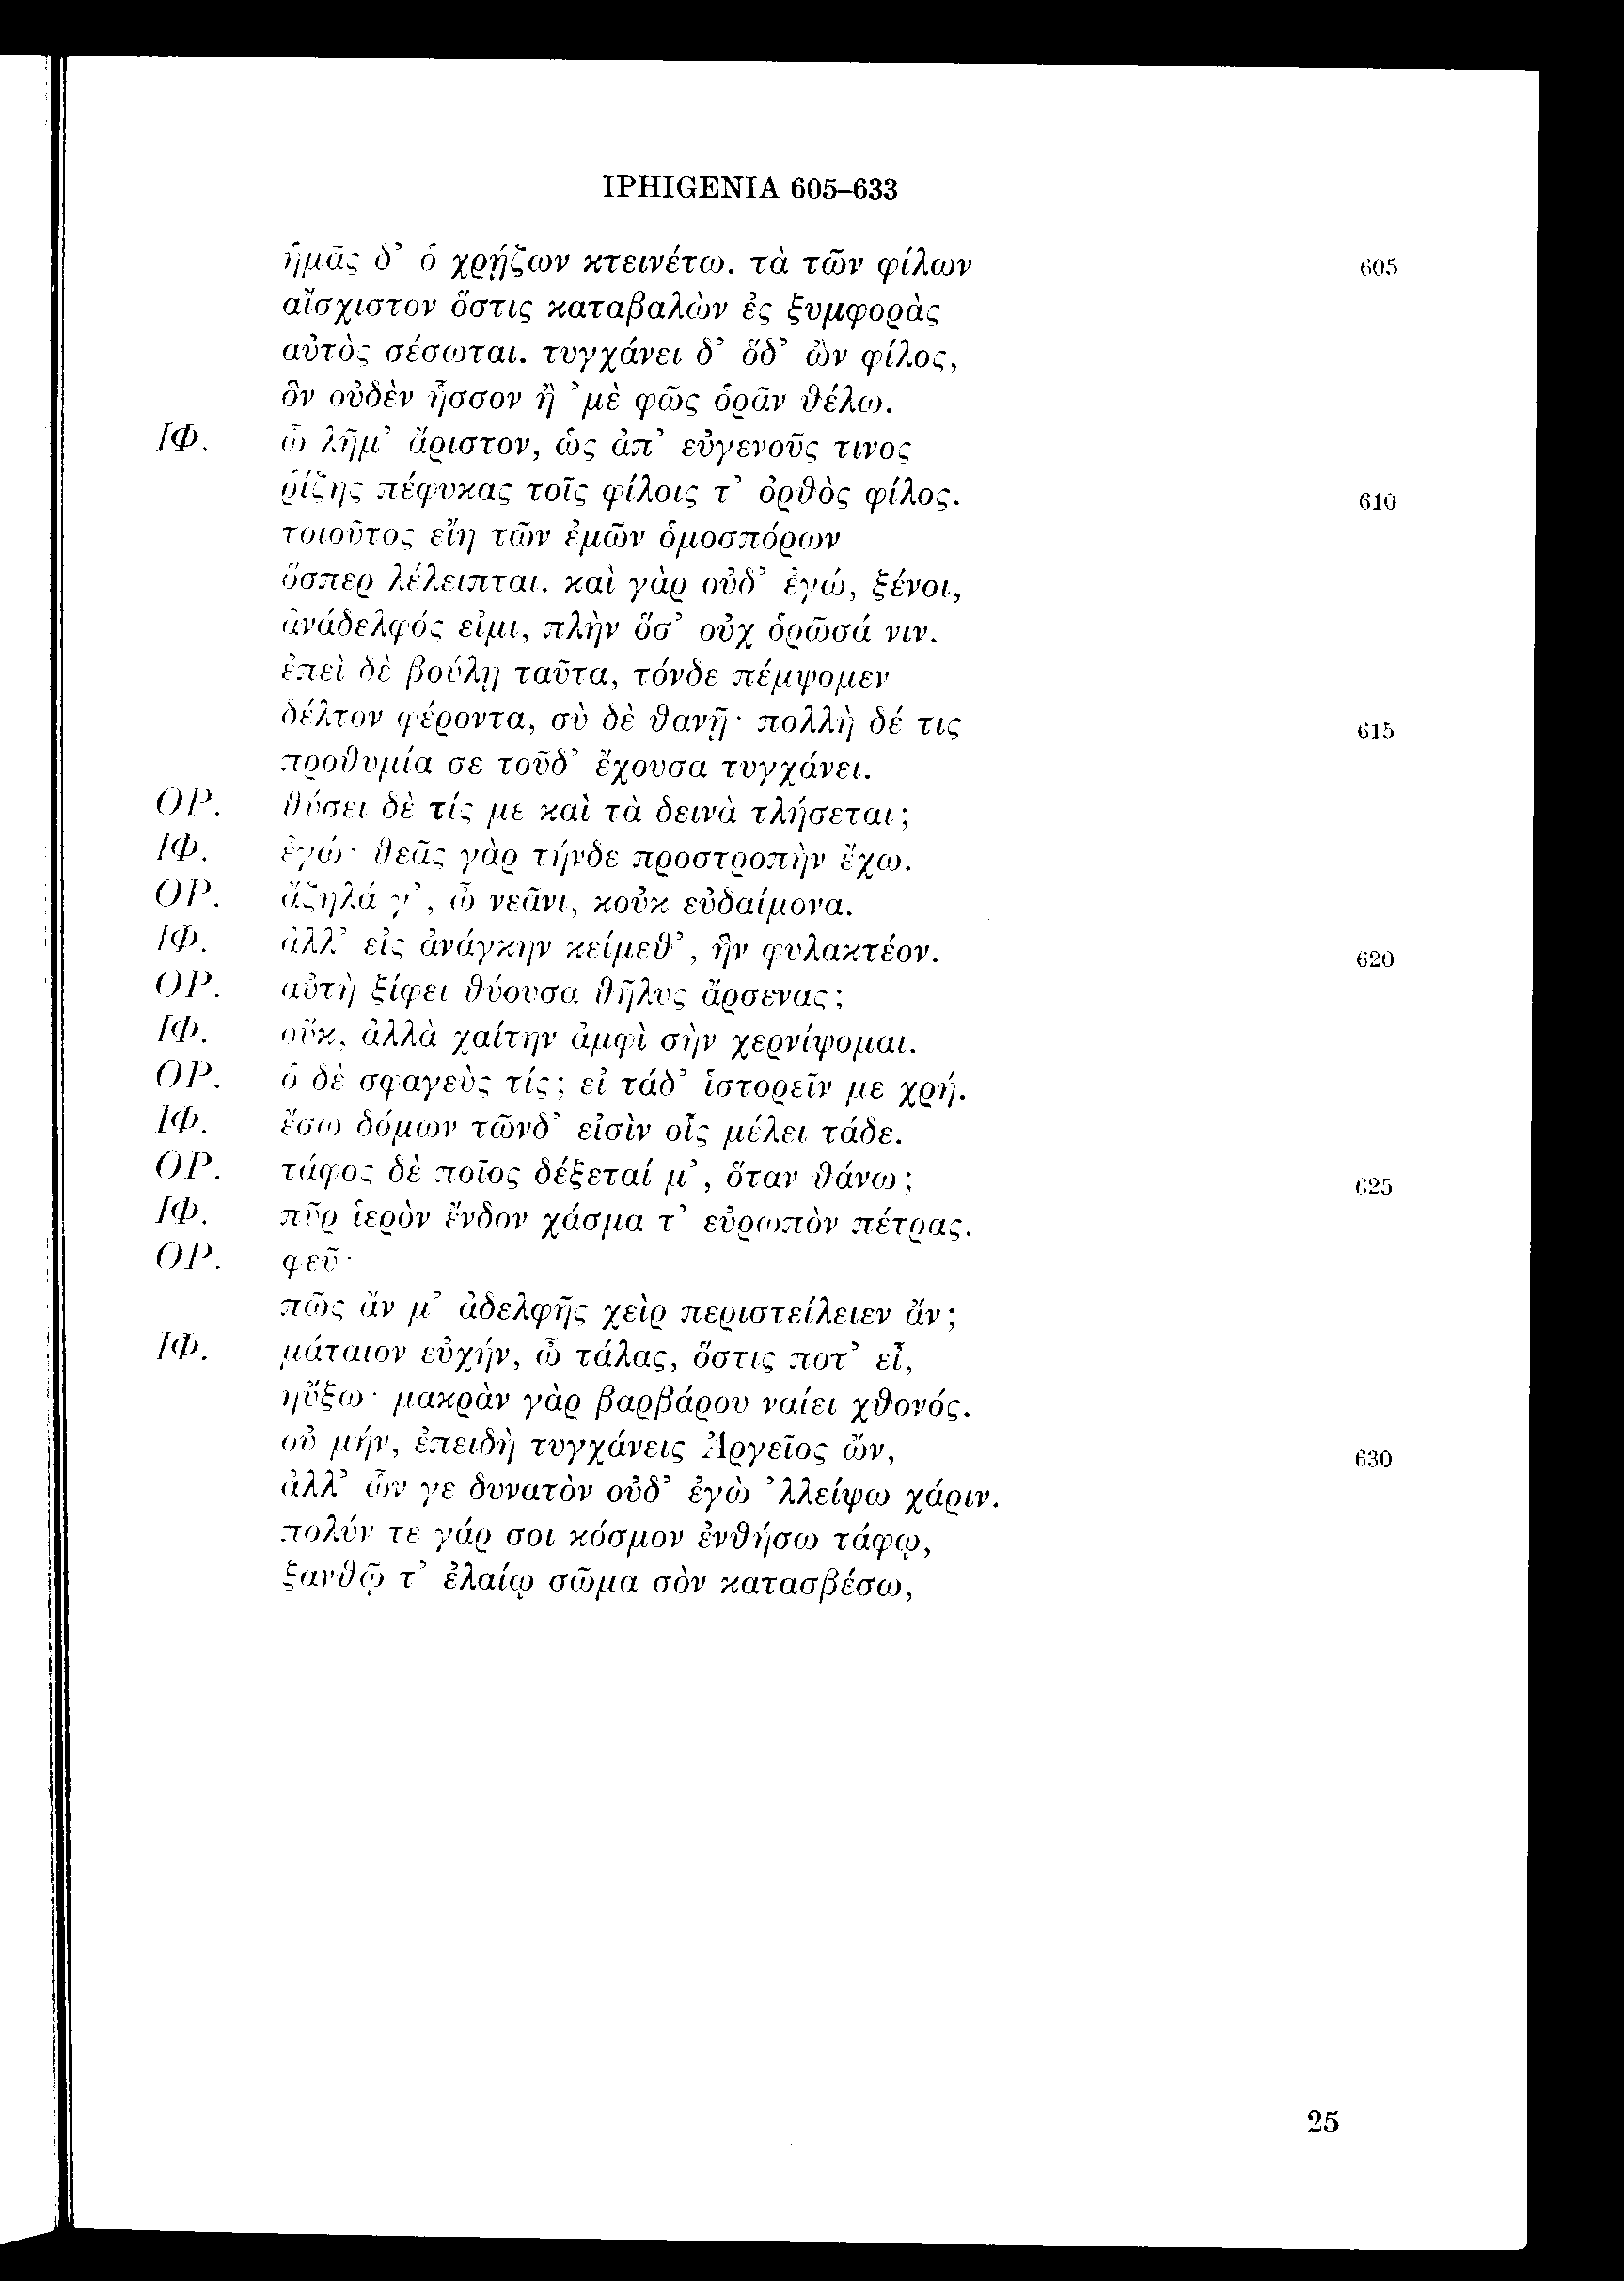 IPHIGENIA 605–633
ἡμᾶς δ’ ὁ χρῄζων κτεινέτω. τὰ τῶν φίλων 605
αἴσχιστον ὅστις καταβαλὼν ἐς ξυμφορὰς
αὐτὸς σέσωται. τυγχάνει δ’ ὅδ’ ὢν φίλος,
ὃν οὐδὲν ἧσσον ἢ ’μὲ φῶς ὁρᾶν θέλω.
ΙΦ. ὦ λῆμ’ ἄριστον, ὡς ἀπ’ εὐγενοῦς τινος
ῥίζης πέφυκας τοῖς φίλοις τ’ ὀρθὸς φίλος. 610
τοιοῦτος εἴη τῶν ἐμῶν ὁμοσπόρων
ὅσπερ λέλειπται. καὶ γὰρ οὐδ’ ἐγώ, ξένοι,
ἀνάδελφός εἰμι, πλὴν ὅσ’ οὐχ ὁρῶσά νιν.
ἐπεὶ δὲ βούλῃ ταῦτα, τόνδε πέμψομεν
δέλτον φέροντα, σὺ δὲ θανῇ· πολλὴ δέ τις 615
προθυμία σε τοῦδ’ ἔχουσα τυγχάνει.
ΟΡ. θύσει δὲ τίς με καὶ τὰ δεινὰ τλήσεται;
ΙΦ. ἐγώ· θεᾶς γὰρ τήνδε προστροπὴν ἔχω.
ΟΡ. ἄζηλά γ’, ὦ νεᾶνι, κοὐκ εὐδαίμονα.
ΙΦ. ἀλλ’ εἰς ἀνάγκην κείμεθ’, ἣν φυλακτέον. 620
ΟΡ. αὐτὴ ξίφει θύουσα θῆλυς ἄρσενας;
ΙΦ. οὔκ, ἀλλὰ χαίτην ἀμφὶ σὴν χερνίψομαι.
ΟΡ. ὁ δὲ σφαγεὺς τίς; εἰ τάδ’ ἱστορεῖν με χρή.
ΙΦ. ἔσω δόμων τῶνδ’ εἰσὶν οἷς μέλει τάδε.
ΟΡ. τάφος δὲ ποῖος δέξεταί μ’, ὅταν θάνω; 625
ΙΦ. πῦρ ἱερὸν ἔνδον χάσμα τ’ εὐρωπὸν πέτρας.
ΟΡ. φεῦ·
πῶς ἄν μ’ ἀδελφῆς χεὶρ περιστείλειεν ἄν;
ΙΦ. μάταιον εὐχήν, ὦ τάλας, ὅστις ποτ’ εἶ,
ηὔξω· μακρὰν γὰρ βαρβάρου ναίει χθονός.
οὐ μήν, ἐπειδὴ τυγχάνεις Ἀργεῖος ὤν, 630
ἀλλ’ ὧν γε δυνατὸν οὐδ’ ἐγὼ ’λλείψω χάριν.
πολύν τε γάρ σοι κόσμον ἐνθήσω τάφῳ,
ξανθῷ τ’ ἐλαίῳ σῶμα σὸν κατασβέσω,
25